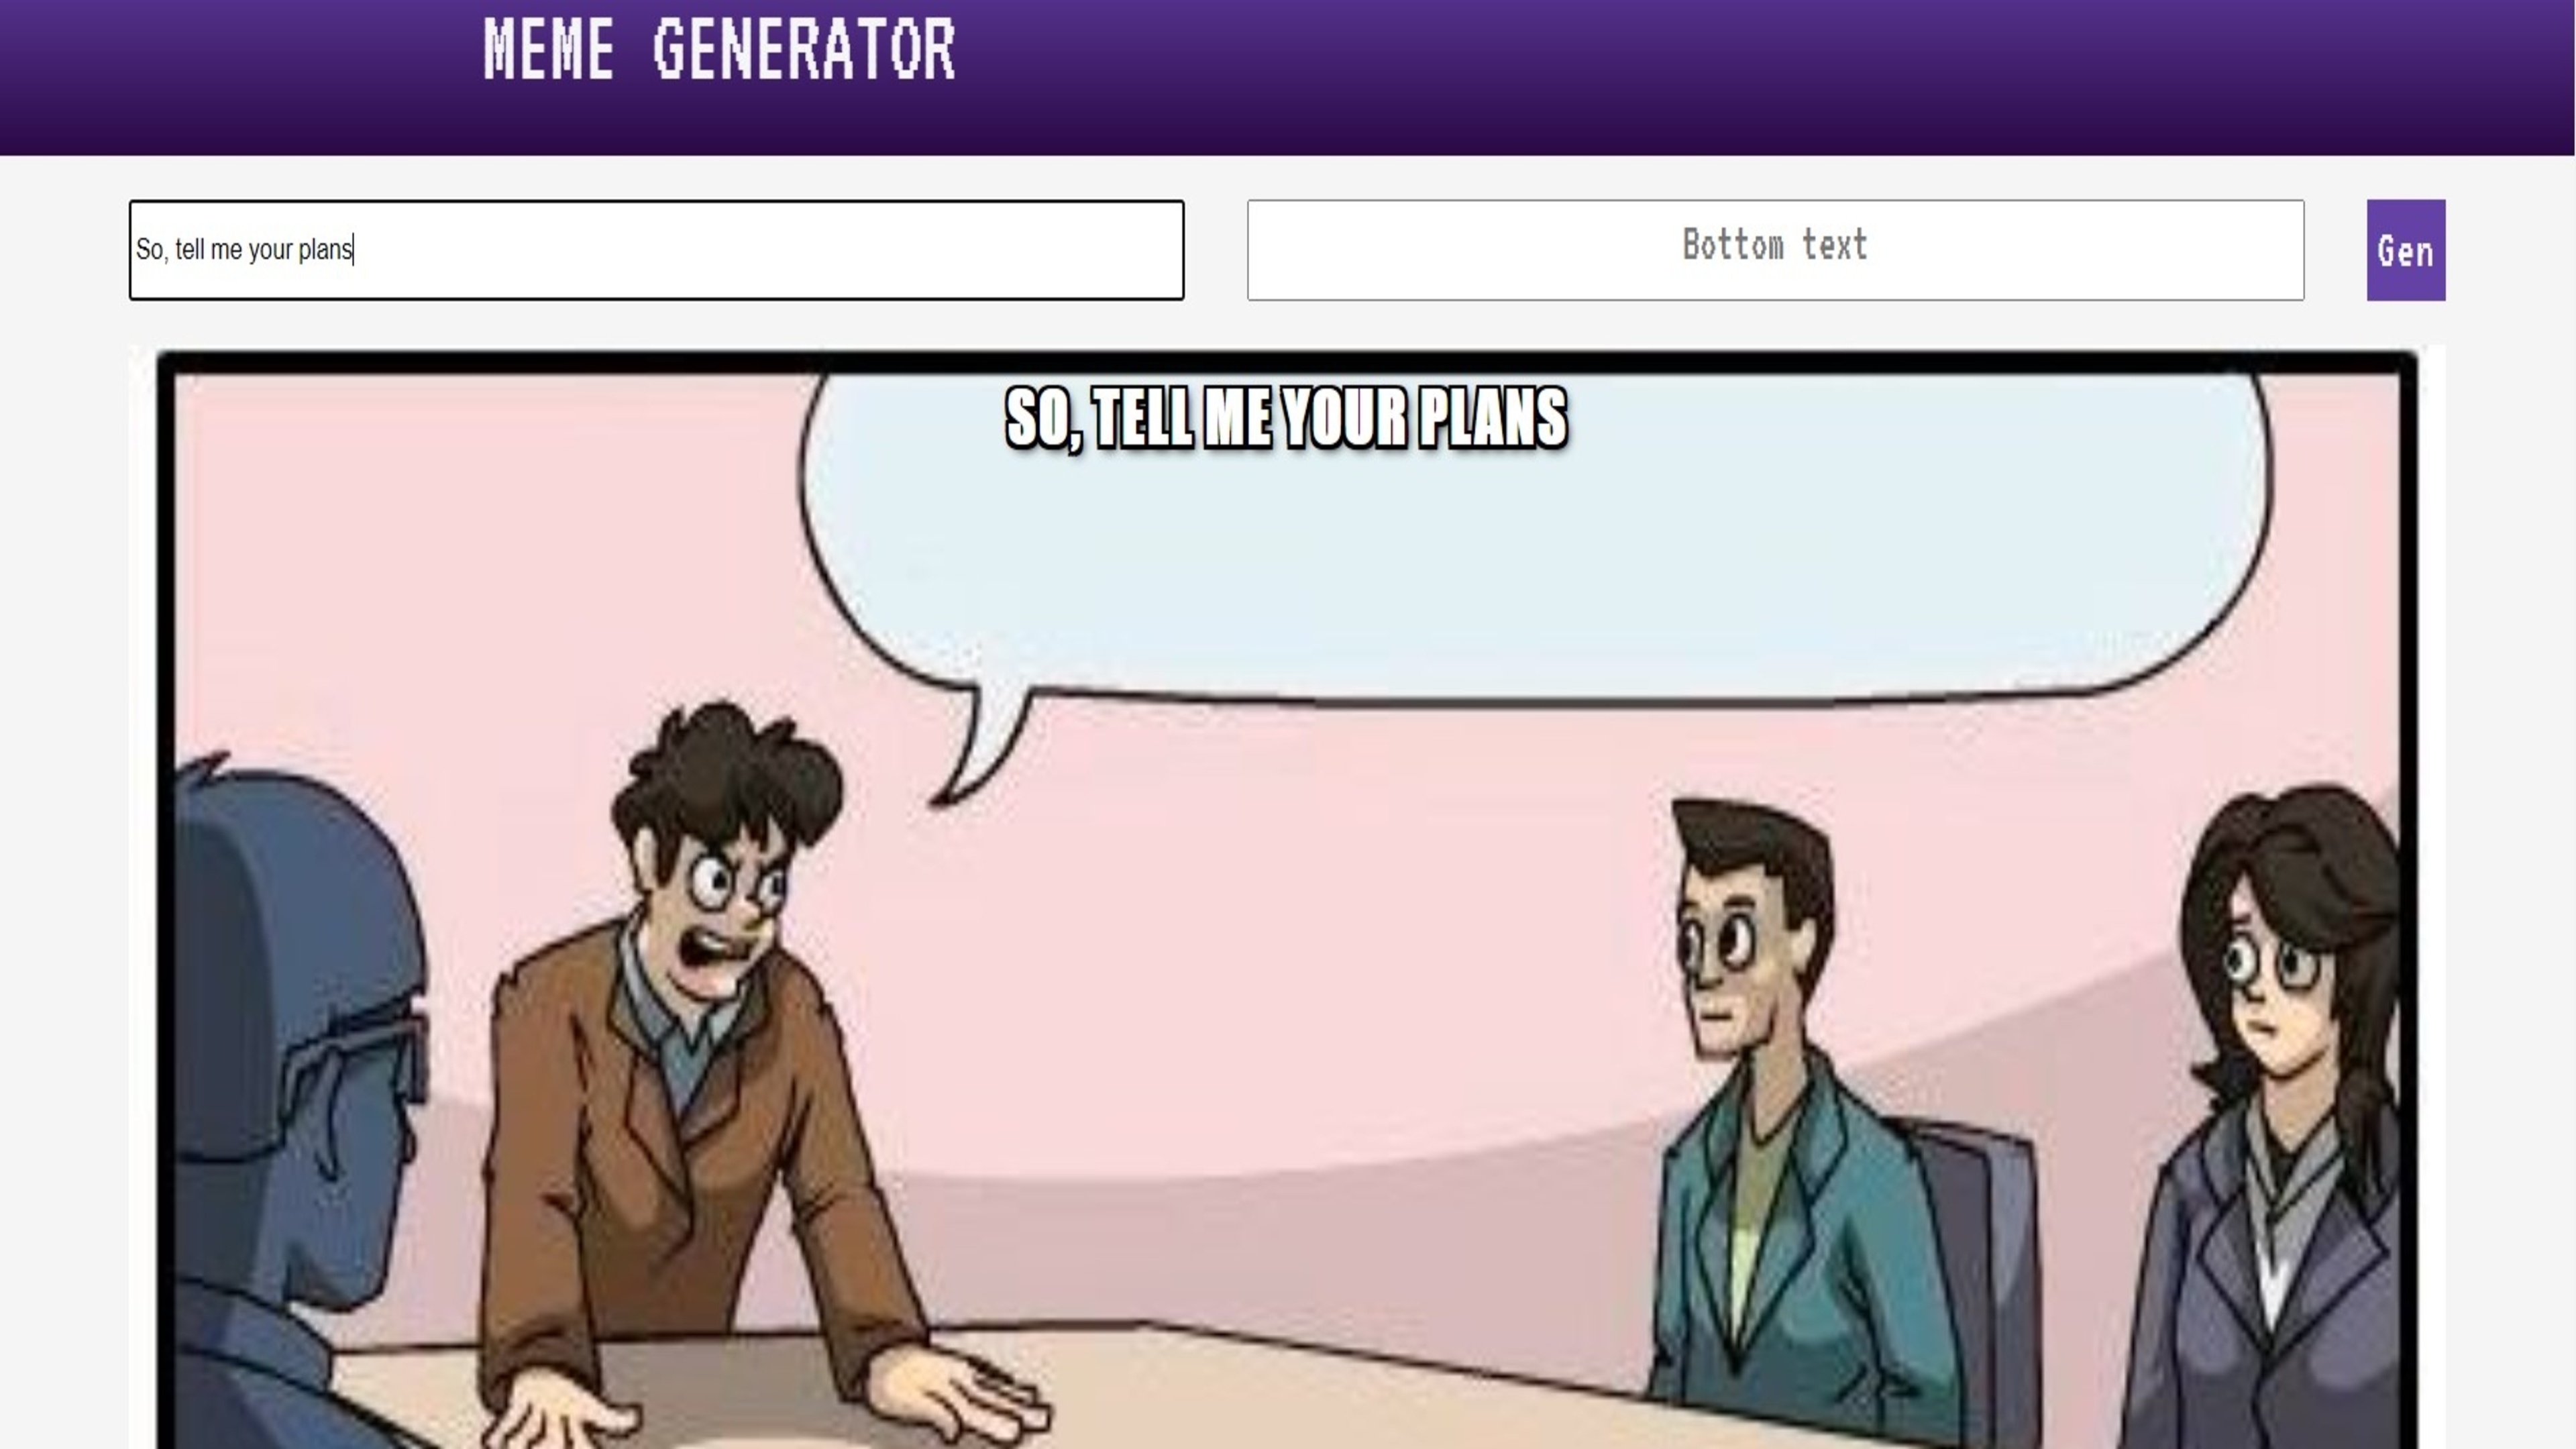 MEME GENERATOR
So, tell me your plans
Bottom text
Gen
SO, TELL ME YOUR PLANS